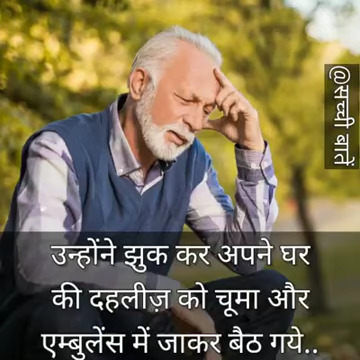 @सच्ची बातें
उन्होंने झुक कर अपने घर
की दहलीज़ को चूमा और
एम्बुलेंस में जाकर बैठ गये..